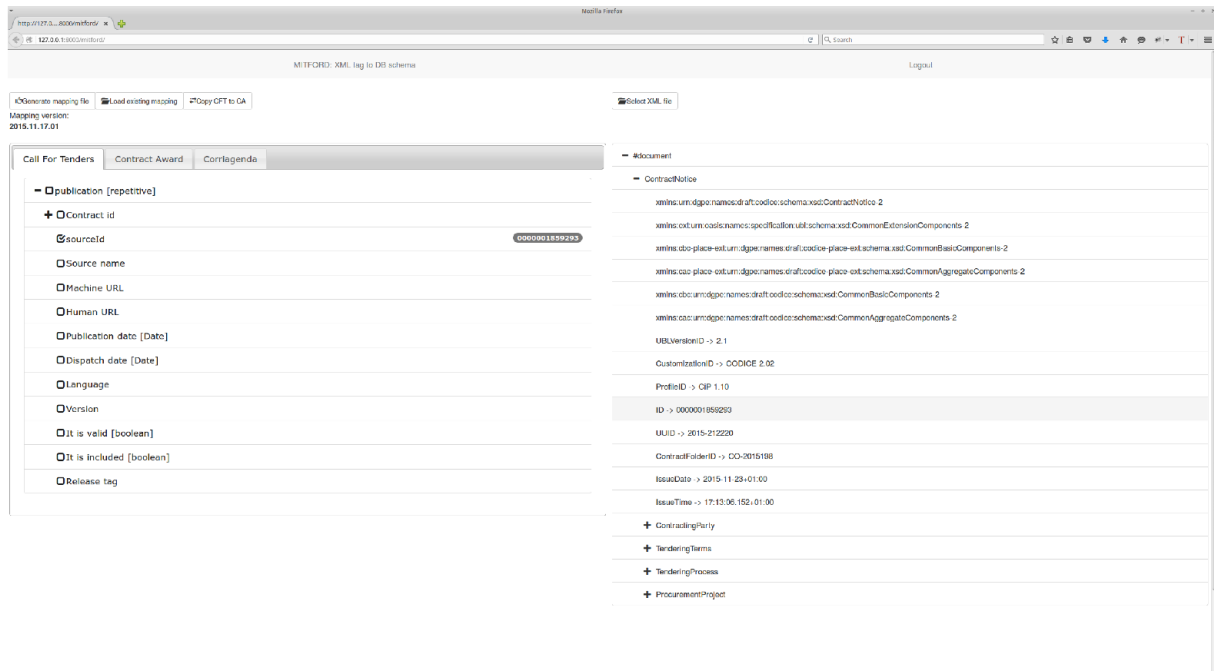 Mozilla Firefox
http://127.0....8000/mitford/
127.0.0.1:8000/mitford/
Search
MITFORD: XML tag to DB schema
Logout
Generate mapping file Load existing mapping Copy CFT to CA
Select XML file
Mapping version:
2015.11.17.01
Call For Tenders Contract Award Corrigenda
publication [repetitive]
Contract id
sourceId 0000001859293
Source name
Machine URL
Human URL
Publication date [Date]
Dispatch date [Date]
Language
Version
It is valid [boolean]
It is included [boolean]
Release tag
#document
ContractNotice
xmlns:urn:dgpe:names:draft:codice:schema:xsd:ContractNotice-2
xmlns:ext:urn:oasis:names:specification:ubl:schema:xsd:CommonExtensionComponents-2
xmlns:cbc-place-ext:urn:dgpe:names:draft:codice-place-ext:schema:xsd:CommonBasicComponents-2
xmlns:cac-place-ext:urn:dgpe:names:draft:codice-place-ext:schema:xsd:CommonAggregateComponents-2
xmlns:cbc:urn:dgpe:names:draft:codice:schema:xsd:CommonBasicComponents-2
xmlns:cac:urn:dgpe:names:draft:codice:schema:xsd:CommonAggregateComponents-2
UBLVersionID -> 2.1
CustomizationID -> CODICE 2.02
ProfileID -> CiP 1.10
ID -> 0000001859293
UUID -> 2015-212220
ContractFolderID -> CO-2015198
IssueDate -> 2015-11-23+01:00
IssueTime -> 17:13:06.152+01:00
ContractingParty
TenderingTerms
TenderingProcess
ProcurementProject